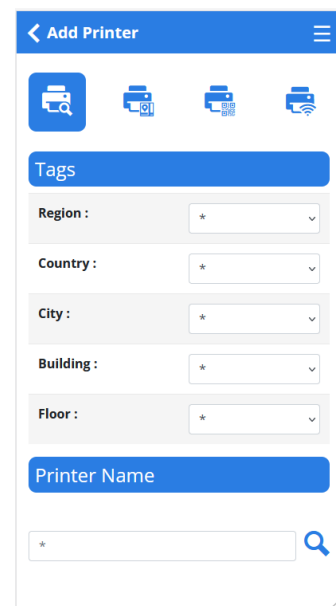 Add Printer
Tags
Region : *
Country : *
City : *
Building : *
Floor : *
Printer Name
*